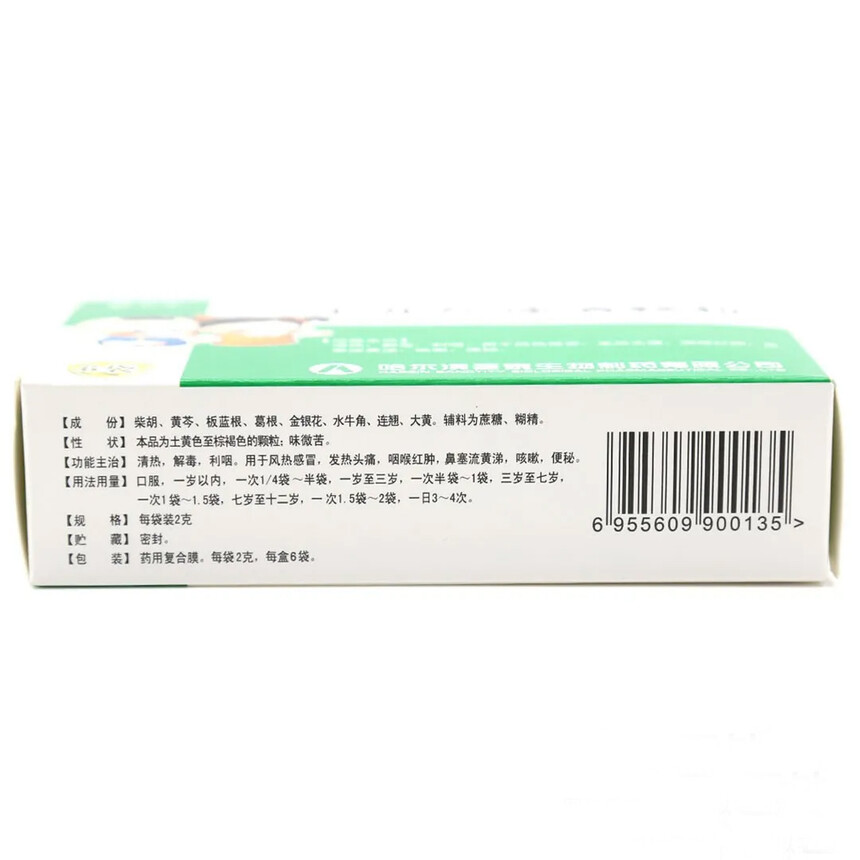 【成　份】柴胡、黄芩、板蓝根、葛根、金银花、水牛角、连翘、大黄。辅料为蔗糖、糊精。
【性　状】本品为土黄色至棕褐色的颗粒；味微苦。
【功能主治】清热，解毒，利咽。用于风热感冒，发热头痛，咽喉红肿，鼻塞流黄涕，咳嗽，便秘。
【用法用量】口服，一岁以内，一次1/4袋～半袋，一岁至三岁，一次半袋～1袋，三岁至七岁，
一次1袋～1.5袋，七岁至十二岁，一次1.5袋～2袋，一日3～4次。
【规　格】每袋装2克
【贮　藏】密封。
【包　装】药用复合膜。每袋2克，每盒6袋。
6 955609 900135 >